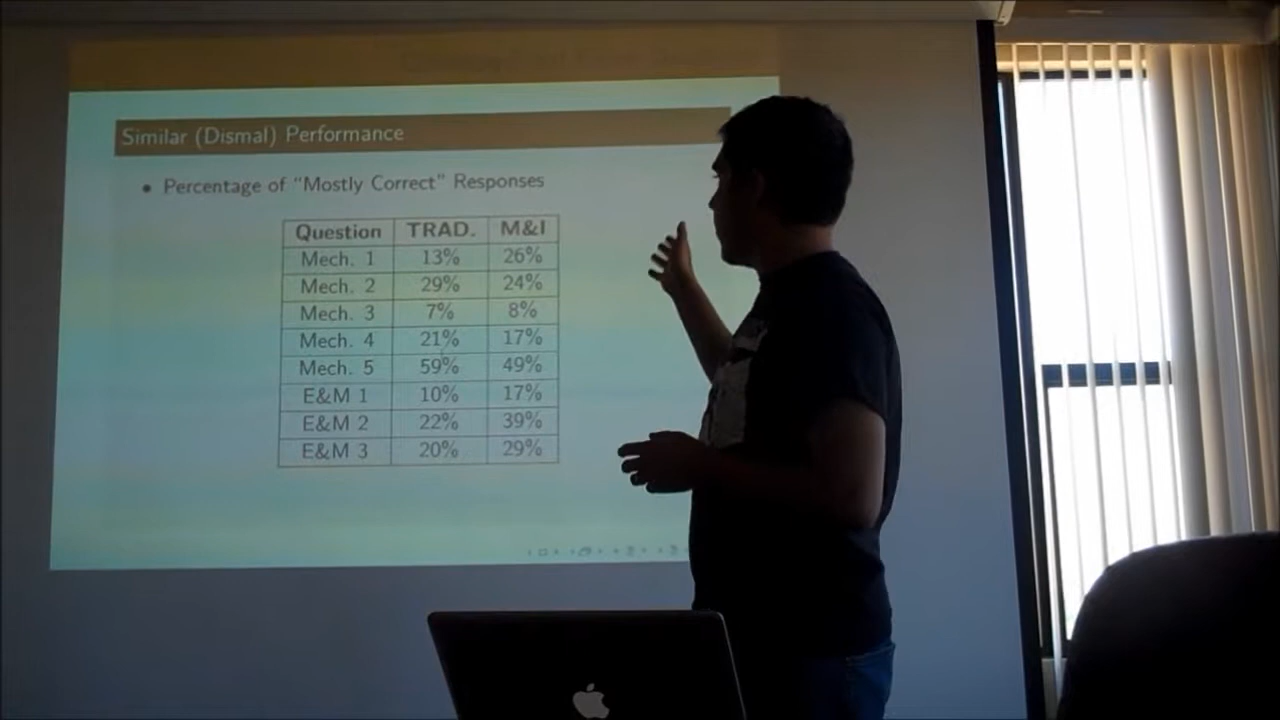 Similar (Dismal) Performance
• Percentage of “Mostly Correct” Responses
Question TRAD. M&I
Mech. 1 13% 26%
Mech. 2 29% 24%
Mech. 3 7% 8%
Mech. 4 21% 17%
Mech. 5 59% 49%
E&M 1 10% 17%
E&M 2 22% 39%
E&M 3 20% 29%